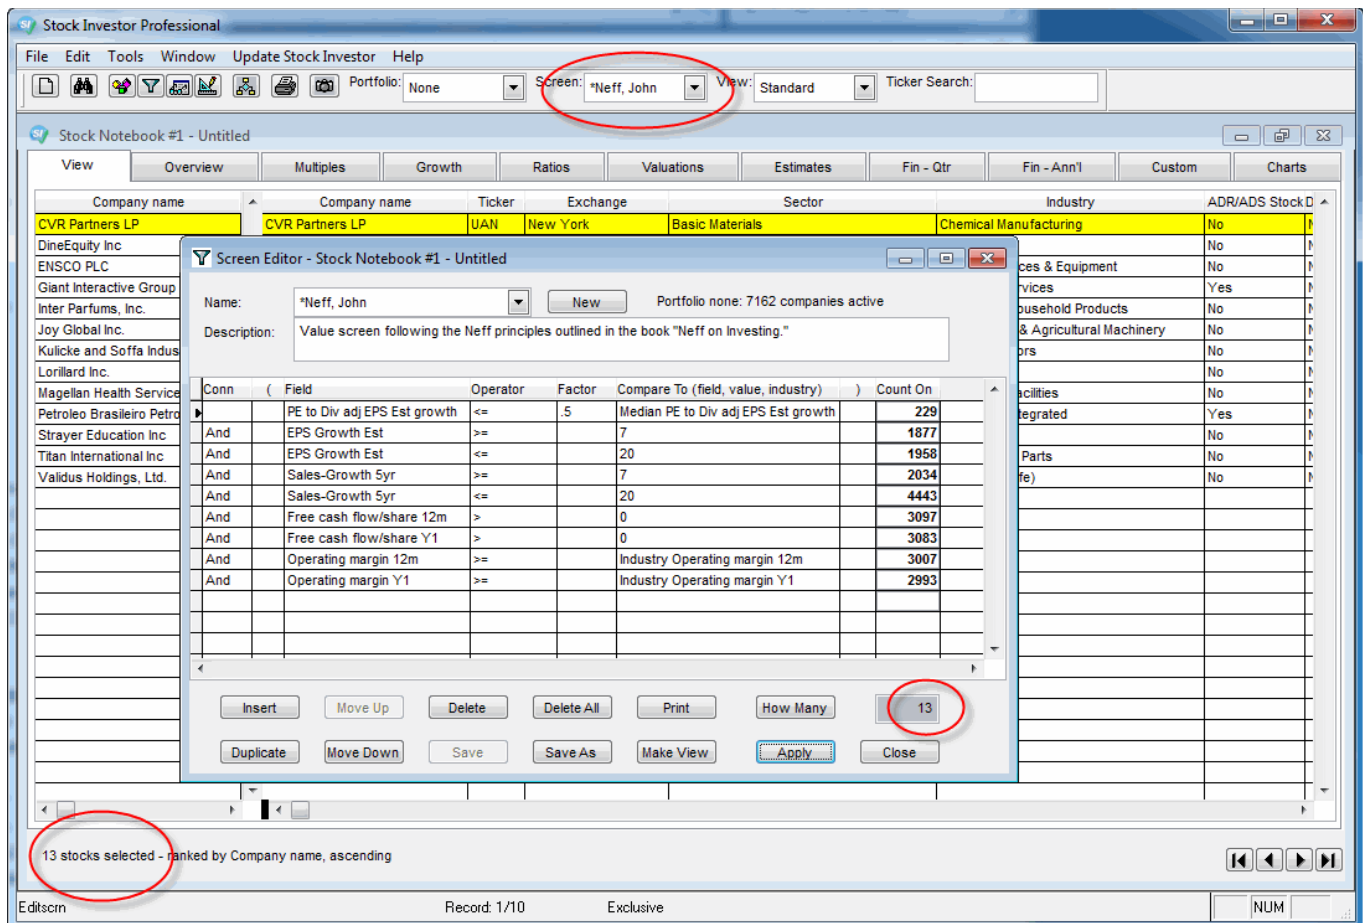 Stock Investor Professional
File Edit Tools Window Update Stock Investor Help
Portfolio: None Screen: *Neff, John View: Standard Ticker Search:
Stock Notebook #1 - Untitled
View Overview Multiples Growth Ratios Valuations Estimates Fin - Qtr Fin - Ann'l Custom Charts
Company name Company name Ticker Exchange Sector Industry ADR/ADS Stock D
CVR Partners LP CVR Partners LP UAN New York Basic Materials Chemical Manufacturing No
DineEquity Inc No
ENSCO PLC ces & Equipment No
Giant Interactive Group rvices Yes
Inter Parfums, Inc. ousehold Products No
Joy Global Inc. & Agricultural Machinery No
Kulicke and Soffa Indus ors No
Lorillard Inc. No
Magellan Health Service acilities No
Petroleo Brasileiro Petro tegrated Yes
Strayer Education Inc No
Titan International Inc Parts No
Validus Holdings, Ltd. fe) No
Screen Editor - Stock Notebook #1 - Untitled
Name: *Neff, John New Portfolio none: 7162 companies active
Description: Value screen following the Neff principles outlined in the book "Neff on Investing."
Conn ( Field Operator Factor Compare To (field, value, industry) ) Count On
PE to Div adj EPS Est growth <= .5 Median PE to Div adj EPS Est growth 229
And EPS Growth Est >= 7 1877
And EPS Growth Est <= 20 1958
And Sales-Growth 5yr >= 7 2034
And Sales-Growth 5yr <= 20 4443
And Free cash flow/share 12m > 0 3097
And Free cash flow/share Y1 > 0 3083
And Operating margin 12m >= Industry Operating margin 12m 3007
And Operating margin Y1 >= Industry Operating margin Y1 2993
Insert Move Up Delete Delete All Print How Many 13
Duplicate Move Down Save Save As Make View Apply Close
13 stocks selected - ranked by Company name, ascending
Editscrn Record: 1/10 Exclusive NUM